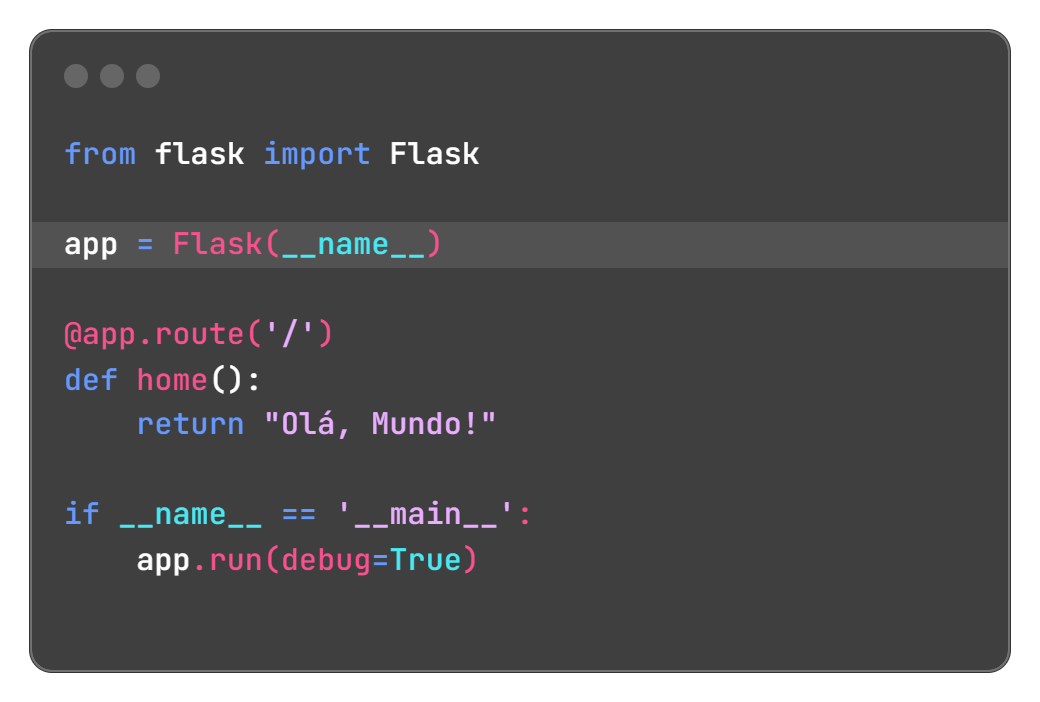 from flask import Flask
app = Flask(__name__)
@app.route('/')
def home():
    return "Olá, Mundo!"
if __name__ == '__main__':
    app.run(debug=True)